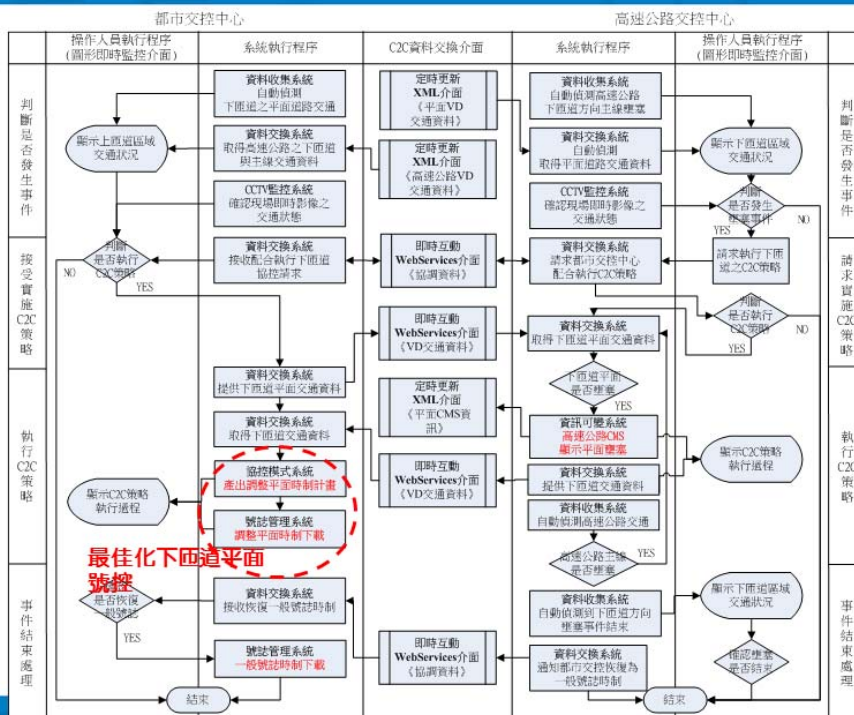 都市交控中心
高速公路交控中心
操作人員執行程序
(圖形即時監控介面)
系統執行程序
C2C資料交換介面
系統執行程序
操作人員執行程序
(圖形即時監控介面)
判斷是否發生事件
資料收集系統
自動偵測
下匝道之平面道路交通
定時更新
XML介面
《平面VD
交通資料》
資料收集系統
自動偵測高速公路
下匝道方向主線壅塞
判斷是否發生事件
顯示上匝道區域
交通狀況
資料交換系統
取得高速公路之下匝道
與主線交通資料
定時更新
XML介面
《高速公路VD
交通資料》
資料交換系統
自動偵測
取得平面道路交通資料
顯示下匝道區域
交通狀況
CCTV監控系統
確認現場即時影像之
交通狀態
CCTV監控系統
確認現場即時影像之
交通狀態
判斷
是否發生
壅塞事件
NO
YES
接受實施C2C策略
判斷
是否執行
C2C策略
NO
YES
資料交換系統
接收配合執行下匝道
協控請求
即時互動
WebServices介面
《協調資料》
資料交換系統
請求都市交控中心
配合執行C2C策略
請求執行下匝
道之C2C策略
請求實施C2C策略
判斷
是否執行
C2C策略
NO
YES
即時互動
WebServices介面
《VD交通資料》
資料交換系統
取得下匝道平面交通資料
資料交換系統
提供下匝道平面交通資料
下匝道平面
是否壅塞
YES
執行C2C策略
資料交換系統
取得下匝道交通資料
定時更新
XML介面
《平面CMS資
訊》
資訊可變系統
高速公路CMS
顯示平面壅塞
顯示C2C策略
執行過程
執行C2C策略
協控模式系統
產出調整平面時制計畫
即時互動
WebServices介面
《VD交通資料》
資料交換系統
提供下匝道交通資料
顯示C2C策略
執行過程
號誌管理系統
調整平面時制下載
資料收集系統
自動偵測高速公路交通
最佳化下匝道平面
號控
高速公路主線
是否壅塞
YES
事件結束處理
是否恢復
一般號誌
YES
資料交換系統
接收恢復一般號誌時制
資料收集系統
自動偵測到下匝道方向
壅塞事件結束
顯示下匝道區域
交通狀況
事件結束處理
號誌管理系統
一般號誌時制下載
即時互動
WebServices介面
《協調資料》
資料交換系統
通知都市交控恢復為
一般號誌時制
確認壅塞
是否結束
結束
結束